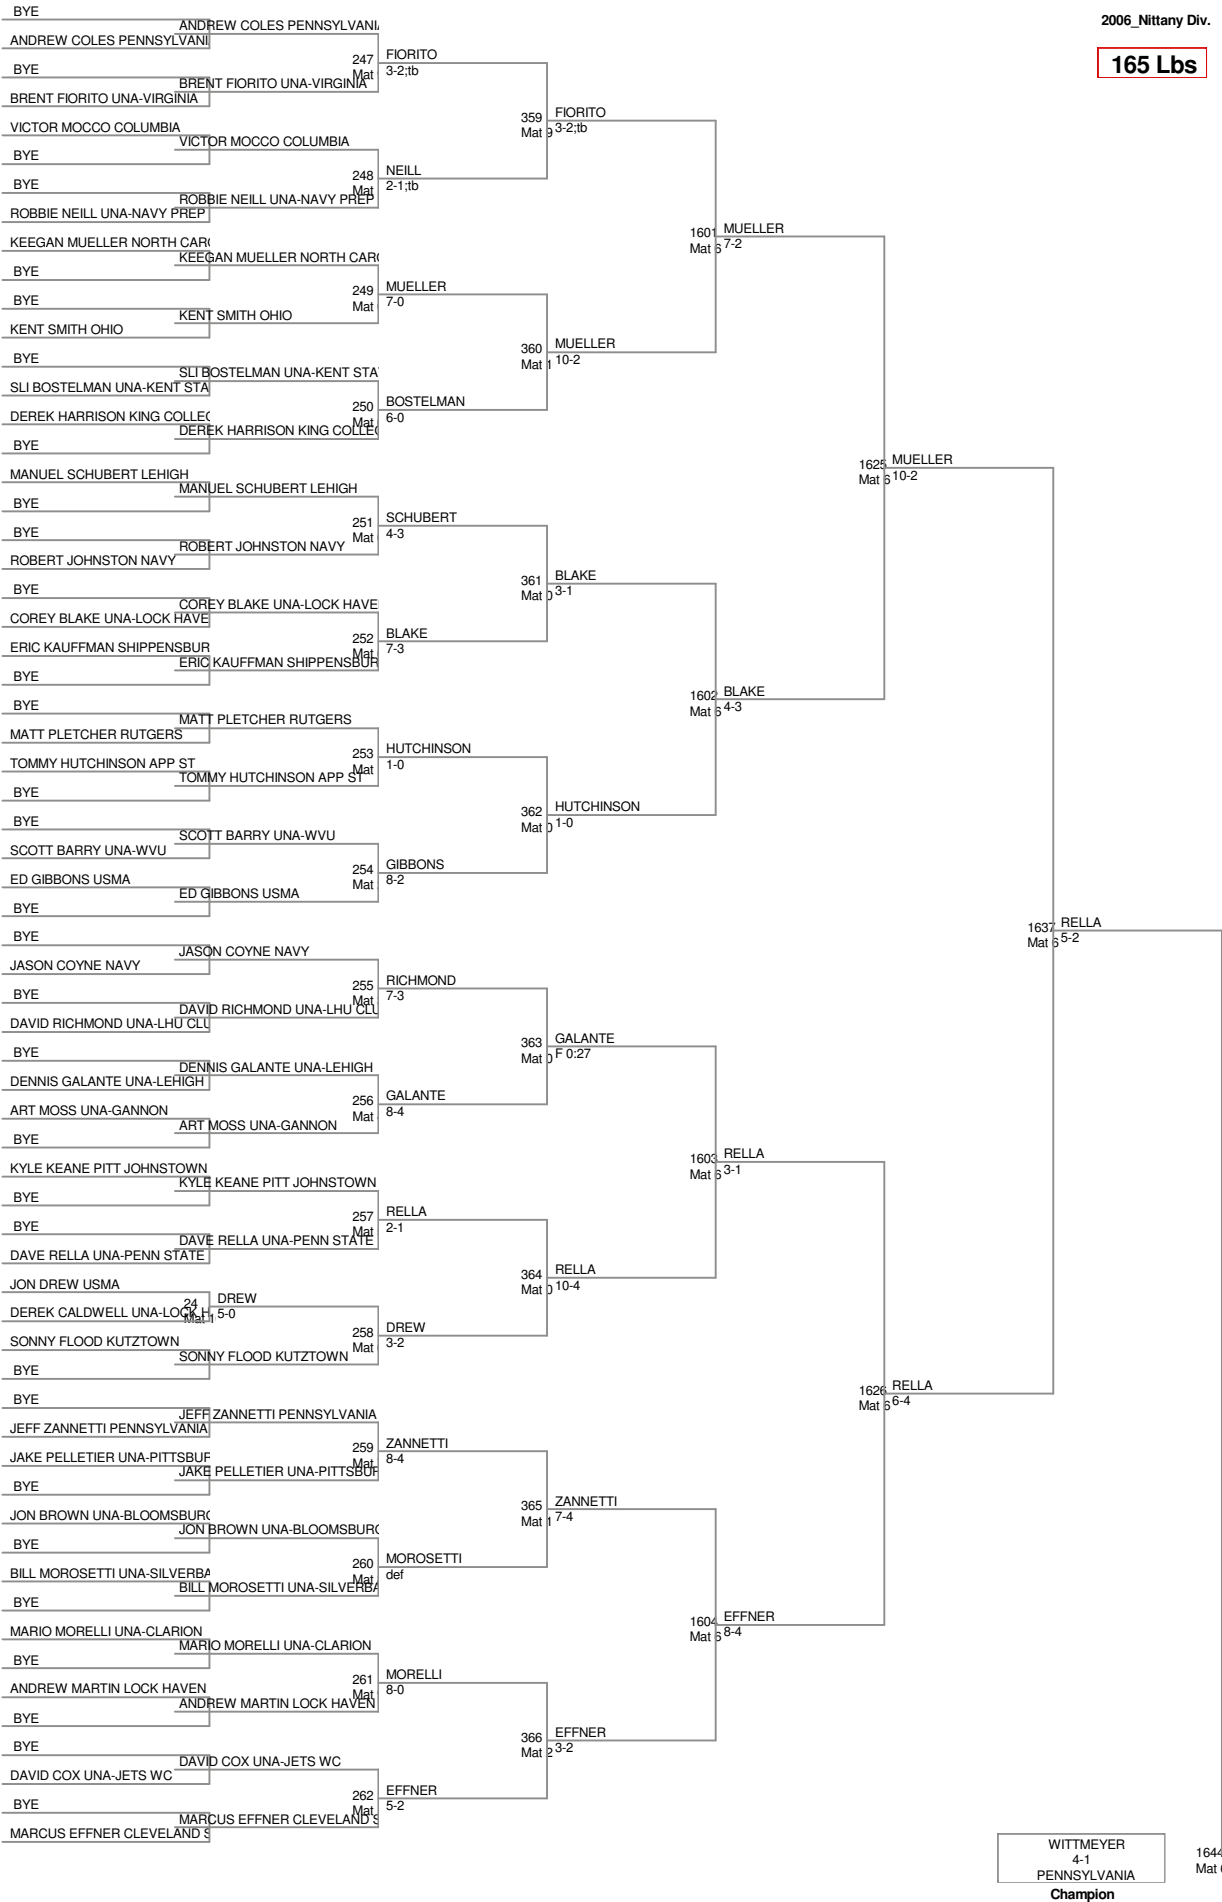 2006_Nittany Div.
165 Lbs
BYE
ANDREW COLES PENNSYLVANI
BYE
BRENT FIORITO UNA-VIRGINIA
VICTOR MOCCO COLUMBIA
BYE
BYE
ROBBIE NEILL UNA-NAVY PREP
KEEGAN MUELLER NORTH CAR
BYE
BYE
KENT SMITH OHIO
BYE
SLI BOSTELMAN UNA-KENT STA
DEREK HARRISON KING COLLE
BYE
MANUEL SCHUBERT LEHIGH
BYE
BYE
ROBERT JOHNSTON NAVY
BYE
COREY BLAKE UNA-LOCK HAVE
ERIC KAUFFMAN SHIPPENSBUR
BYE
BYE
MATT PLETCHER RUTGERS
TOMMY HUTCHINSON APP ST
BYE
BYE
SCOTT BARRY UNA-WVU
ED GIBBONS USMA
BYE
BYE
JASON COYNE NAVY
BYE
DAVID RICHMOND UNA-LHU CLU
BYE
DENNIS GALANTE UNA-LEHIGH
ART MOSS UNA-GANNON
BYE
KYLE KEANE PITT JOHNSTOWN
BYE
BYE
DAVE RELLA UNA-PENN STATE
JON DREW USMA
DEREK CALDWELL UNA-LOCK H
SONNY FLOOD KUTZTOWN
BYE
BYE
JEFF ZANNETTI PENNSYLVANIA
JAKE PELLETIER UNA-PITTSBUR
BYE
JON BROWN UNA-BLOOMSBURG
BYE
BILL MOROSETTI UNA-SILVERBA
BYE
MARIO MORELLI UNA-CLARION
BYE
ANDREW MARTIN LOCK HAVEN
BYE
BYE
DAVID COX UNA-JETS WC
BYE
MARCUS EFFNER CLEVELAND S
ANDREW COLES PENNSYLVANI
BRENT FIORITO UNA-VIRGINIA
VICTOR MOCCO COLUMBIA
ROBBIE NEILL UNA-NAVY PREP
KEEGAN MUELLER NORTH CAR
KENT SMITH OHIO
SLI BOSTELMAN UNA-KENT STA
DEREK HARRISON KING COLLE
MANUEL SCHUBERT LEHIGH
ROBERT JOHNSTON NAVY
COREY BLAKE UNA-LOCK HAVE
ERIC KAUFFMAN SHIPPENSBUR
MATT PLETCHER RUTGERS
TOMMY HUTCHINSON APP ST
SCOTT BARRY UNA-WVU
ED GIBBONS USMA
JASON COYNE NAVY
DAVID RICHMOND UNA-LHU CLU
DENNIS GALANTE UNA-LEHIGH
ART MOSS UNA-GANNON
KYLE KEANE PITT JOHNSTOWN
DAVE RELLA UNA-PENN STATE
24 DREW
Mat 1 5-0
SONNY FLOOD KUTZTOWN
JEFF ZANNETTI PENNSYLVANIA
JAKE PELLETIER UNA-PITTSBUR
JON BROWN UNA-BLOOMSBURG
BILL MOROSETTI UNA-SILVERBA
MARIO MORELLI UNA-CLARION
ANDREW MARTIN LOCK HAVEN
DAVID COX UNA-JETS WC
MARCUS EFFNER CLEVELAND S
247 FIORITO
Mat 3-2;tb
248 NEILL
Mat 2-1;tb
249 MUELLER
Mat 7-0
250 BOSTELMAN
Mat 6-0
251 SCHUBERT
Mat 4-3
252 BLAKE
Mat 7-3
253 HUTCHINSON
Mat 1-0
254 GIBBONS
Mat 8-2
255 RICHMOND
Mat 7-3
256 GALANTE
Mat 8-4
257 RELLA
Mat 2-1
258 DREW
Mat 3-2
259 ZANNETTI
Mat 8-4
260 MOROSETTI
Mat def
261 MORELLI
Mat 8-0
262 EFFNER
Mat 5-2
359 FIORITO
Mat 9 3-2;tb
360 MUELLER
Mat 1 10-2
361 BLAKE
Mat 0 3-1
362 HUTCHINSON
Mat 0 1-0
363 GALANTE
Mat 0 F 0:27
364 RELLA
Mat 0 10-4
365 ZANNETTI
Mat 1 7-4
366 EFFNER
Mat 2 3-2
1601 MUELLER
Mat 6 7-2
1602 BLAKE
Mat 6 4-3
1603 RELLA
Mat 6 3-1
1604 EFFNER
Mat 6 8-4
1625 MUELLER
Mat 6 10-2
1626 RELLA
Mat 6 6-4
1637 RELLA
Mat 6 5-2
1644
Mat
WITTMEYER
4-1
PENNSYLVANIA
Champion